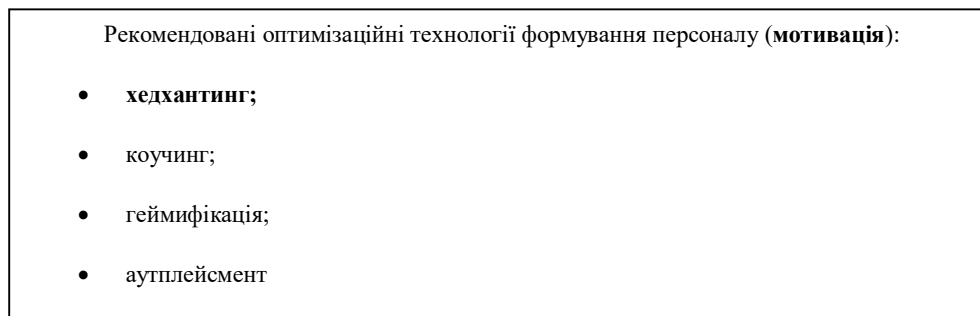 Рекомендовані оптимізаційні технології формування персоналу (мотивація):
• хедхантинг;
• коучинг;
• геймифікація;
• аутплейсмент